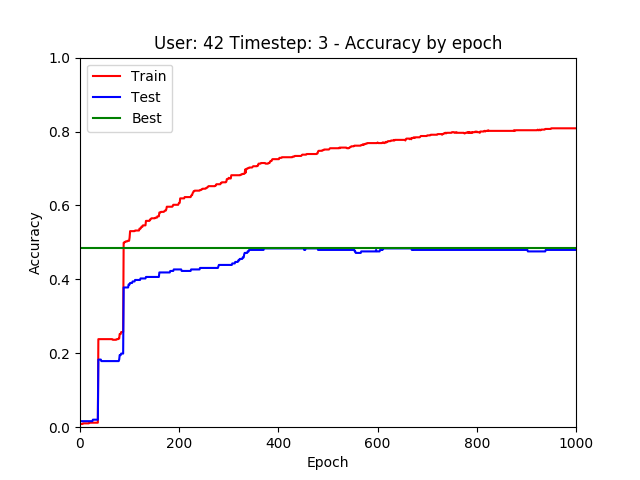 User: 42 Timestep: 3 - Accuracy by epoch
Train
Test
Best
1.0
0.8
0.6
0.4
0.2
0.0
Accuracy
0 200 400 600 800 1000
Epoch